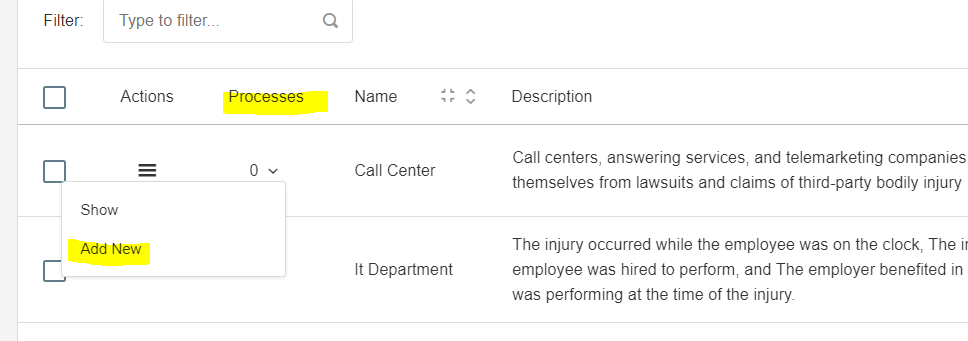 Filter: Type to filter...
Actions Processes Name Description
0 Call Center Call centers, answering services, and telemarketing companies
themselves from lawsuits and claims of third-party bodily injury
Show
Add New
The injury occurred while the employee was on the clock, The
It Department employee was hired to perform, and The employer benefited in
was performing at the time of the injury.